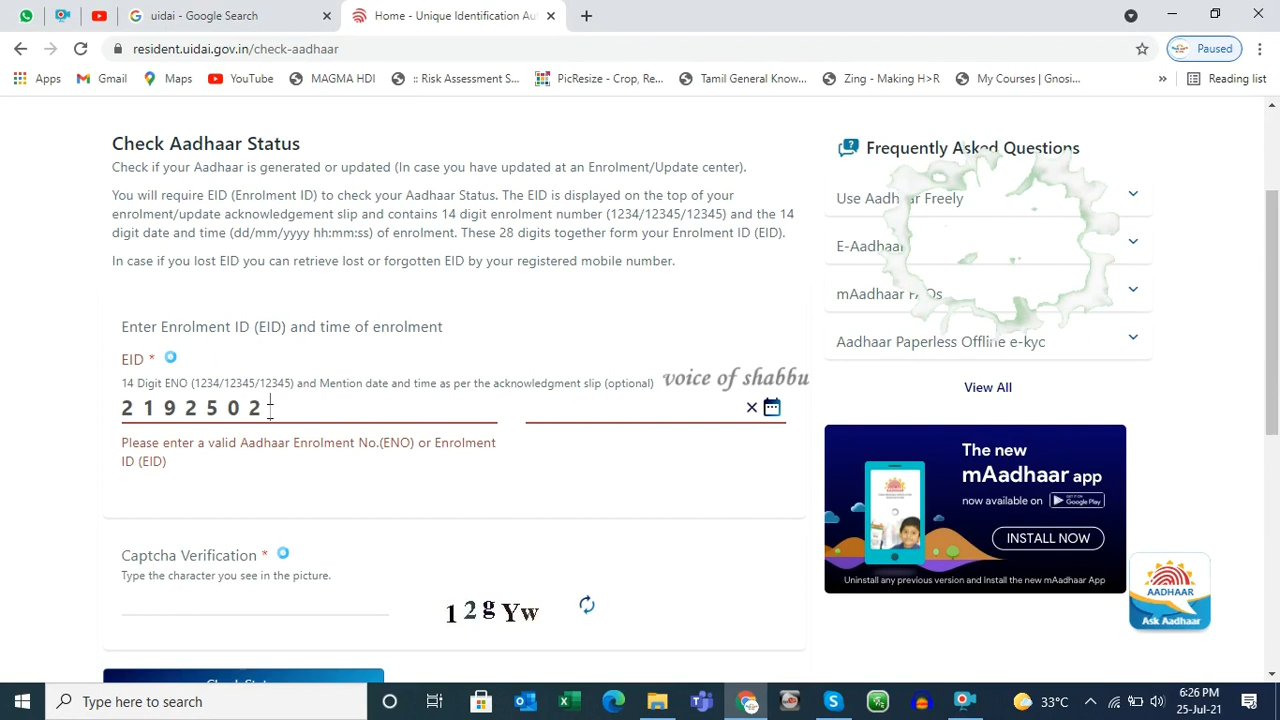 uidai - Google Search
Home - Unique Identification Au
resident.uidai.gov.in/check-aadhaar
Paused
Apps
Gmail
Maps
YouTube
MAGMA HDI
:: Risk Assessment S...
PicResize - Crop, Re...
Tamil General Know...
Zing - Making H>R
My Courses | Gnosi...
»
Reading list
Check Aadhaar Status
Check if your Aadhaar is generated or updated (In case you have updated at an Enrolment/Update center).
You will require EID (Enrolment ID) to check your Aadhaar Status. The EID is displayed on the top of your
enrolment/update acknowledgement slip and contains 14 digit enrolment number (1234/12345/12345) and the 14
digit date and time (dd/mm/yyyy hh:mm:ss) of enrolment. These 28 digits together form your Enrolment ID (EID).
In case if you lost EID you can retrieve lost or forgotten EID by your registered mobile number.
Enter Enrolment ID (EID) and time of enrolment
EID *
14 Digit ENO (1234/12345/12345) and Mention date and time as per the acknowledgment slip (optional)
voice of shabbu
2 1 9 2 5 0 2
Please enter a valid Aadhaar Enrolment No.(ENO) or Enrolment
ID (EID)
Captcha Verification *
Type the character you see in the picture.
1 2 g Y w
Frequently Asked Questions
Use Aadhaar Freely
E-Aadhaar
mAadhaar FAQs
Aadhaar Paperless Offline e-kyc
View All
The new
mAadhaar app
now available on
GET IT ON
Google Play
INSTALL NOW
Uninstall any previous version and Install the new mAadhaar App
AADHAAR
Ask Aadhaar
Type here to search
33°C
6:26 PM
25-Jul-21